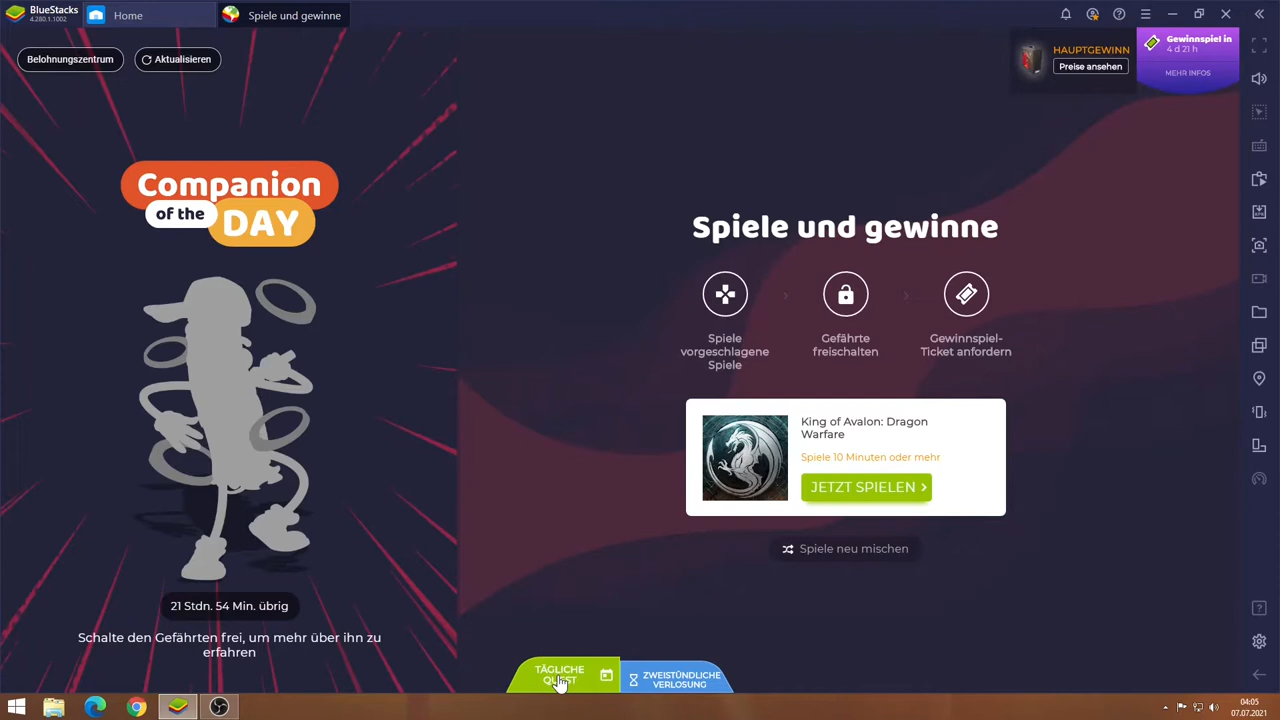 BlueStacks
4.280.1.1002
Home
Spiele und gewinne
Belohnungszentrum
Aktualisieren
HAUPTGEWINN
Preise ansehen
Gewinnspiel in
4 d 21 h
MEHR INFOS
Companion
of the
DAY
Spiele und gewinne
Spiele
vorgeschlagene
Spiele
Gefährte
freischalten
Gewinnspiel-
Ticket anfordern
King of Avalon: Dragon
Warfare
Spiele 10 Minuten oder mehr
JETZT SPIELEN
Spiele neu mischen
21 Stdn. 54 Min. übrig
Schalte den Gefährten frei, um mehr über ihn zu
erfahren
TÄGLICHE
QUEST
ZWEISTÜNDLICHE
VERLOSUNG
04:05
07.07.2021